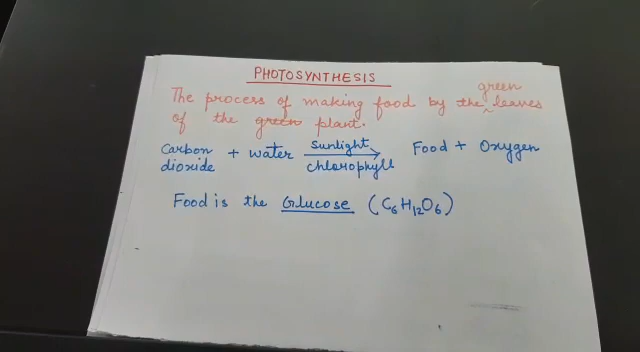 PHOTOSYNTHESIS
The process of making food by the green leaves
of the green plant.
Carbon dioxide + water sunlight chlorophyll Food + Oxygen
Food is the Glucose (C₆H₁₂O₆)